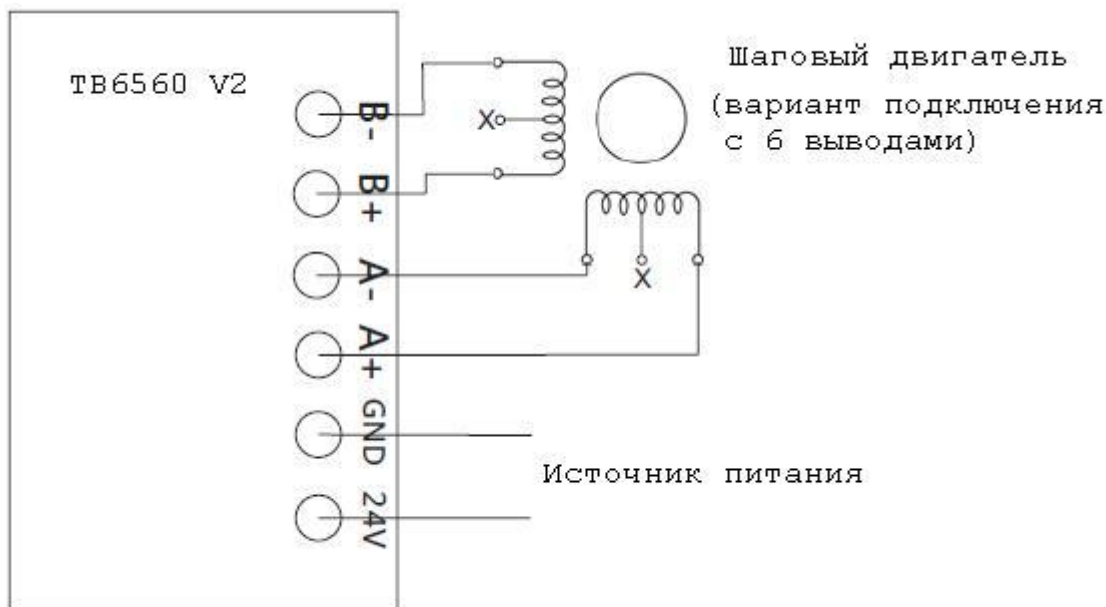 TB6560 V2
Шаговый двигатель
(вариант подключения
с 6 выводами)
B-
X
B+
A-
X
A+
GND
Источник питания
24V